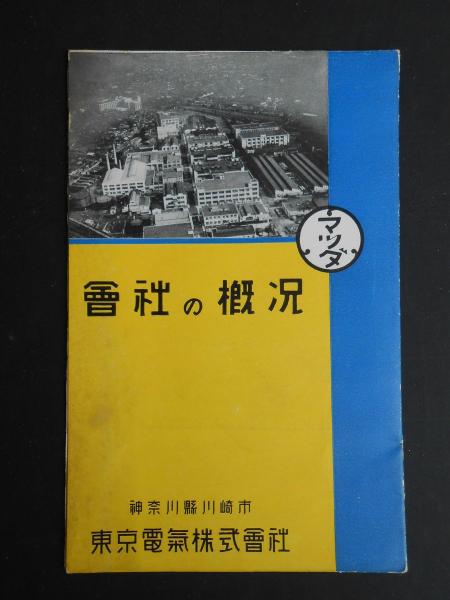 マツダ
會社の概況
神奈川縣川崎市
東京電氣株式會社